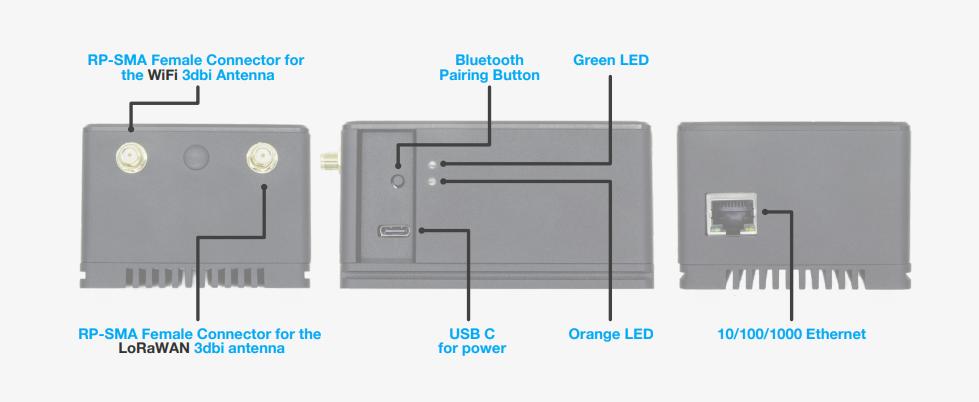 RP-SMA Female Connector for
the WiFi 3dbi Antenna
Bluetooth
Pairing Button
Green LED
RP-SMA Female Connector for the
LoRaWAN 3dbi antenna
USB C
for power
Orange LED
10/100/1000 Ethernet